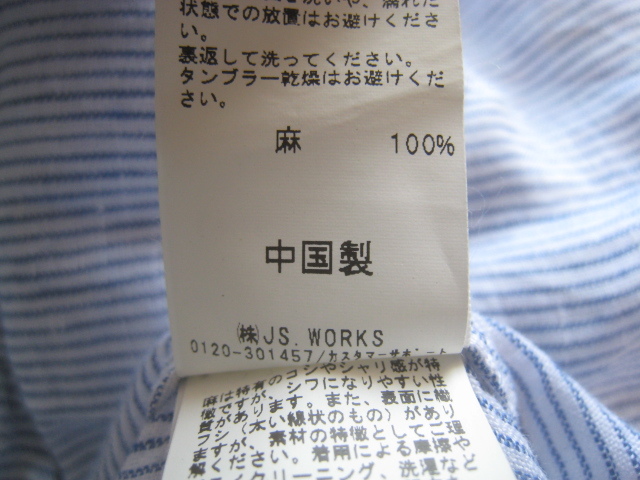 状態での放置はお避けくださ
い。
裏返して洗ってください。
タンブラー乾燥はお避けくだ
さい。
麻 100%
中国製
㈱JS. WORKS
0120-301457/カスタマーサポート
麻は特有のコシやシャリ感が特
徴ですが、シワになりやすい性
質があります。また、表面に繊
フシ(太い線状のもの)があり
ますが、素材の特徴としてご理
解ください。着用による摩擦や
クリーニング、洗濯など